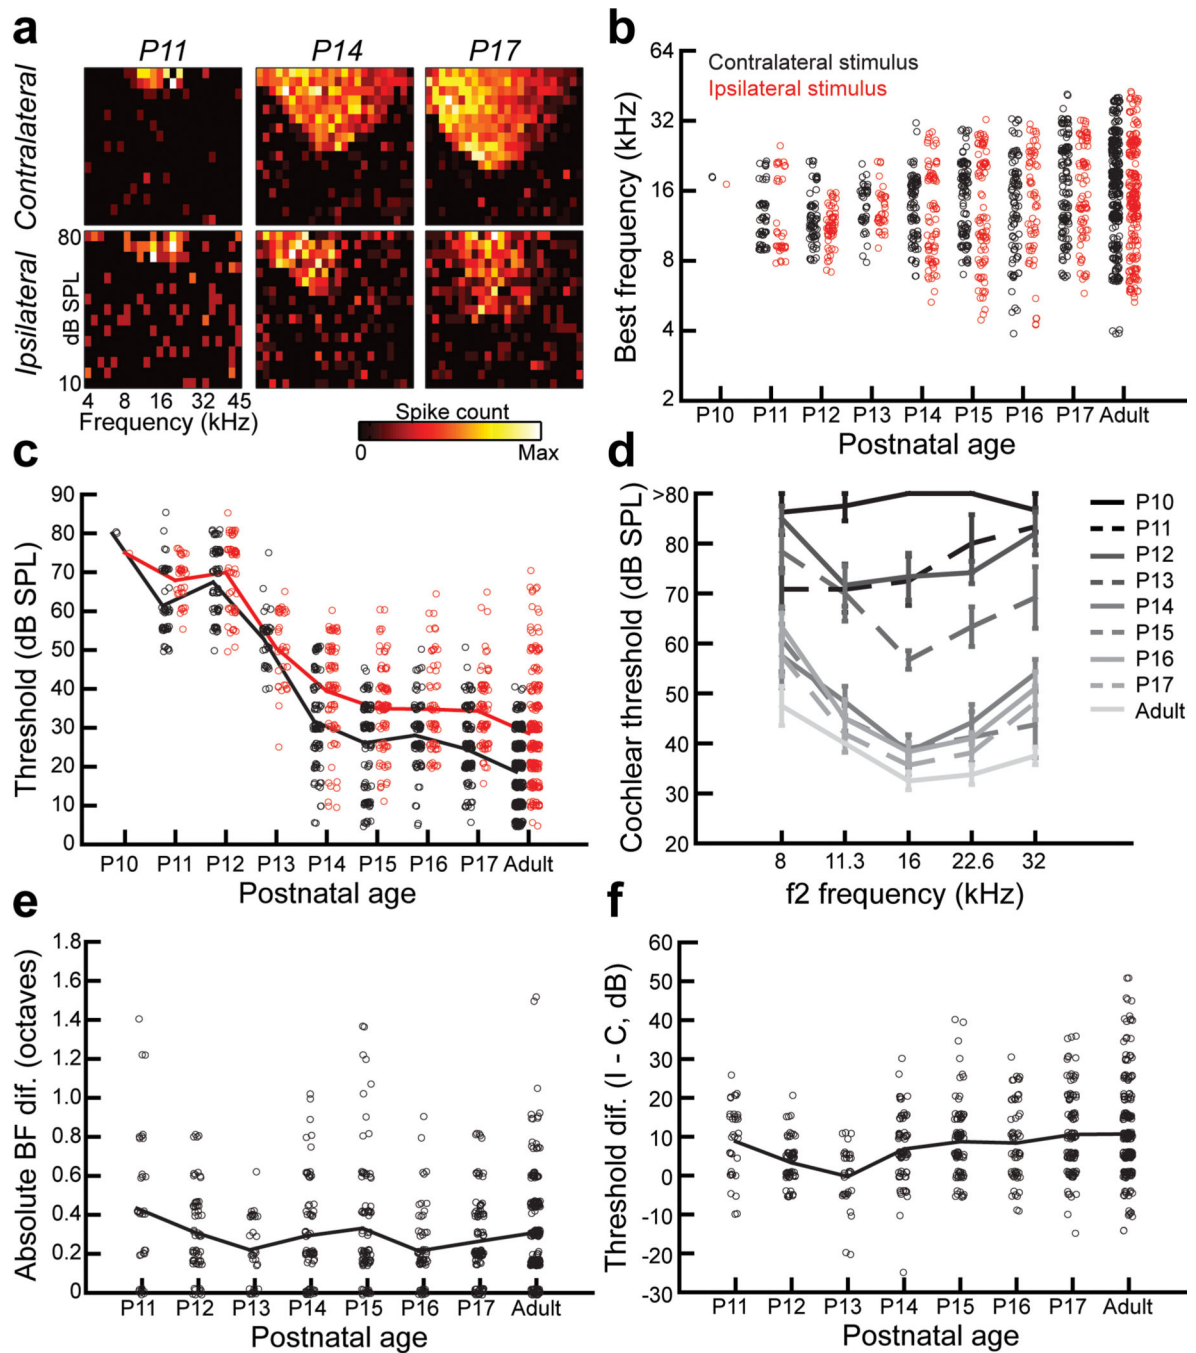 a
P11
P14
P17
Contralateral
Ipsilateral
80
dB SPL
10
4 8 16 32 45
Frequency (kHz)
Spike count
0 Max
b
Contralateral stimulus
Ipsilateral stimulus
Best frequency (kHz)
64
32
16
8
4
2
P10 P11 P12 P13 P14 P15 P16 P17 Adult
Postnatal age
c
Threshold (dB SPL)
90
80
70
60
50
40
30
20
10
0
P10 P11 P12 P13 P14 P15 P16 P17 Adult
Postnatal age
d
Cochlear threshold (dB SPL)
>80
80
70
60
50
40
30
20
8 11.3 16 22.6 32
f2 frequency (kHz)
P10
P11
P12
P13
P14
P15
P16
P17
Adult
e
Absolute BF dif. (octaves)
1.8
1.6
1.4
1.2
1.0
0.8
0.6
0.4
0.2
0
P11 P12 P13 P14 P15 P16 P17 Adult
Postnatal age
f
Threshold dif. (I - C, dB)
60
50
40
30
20
10
0
-10
-20
-30
P11 P12 P13 P14 P15 P16 P17 Adult
Postnatal age